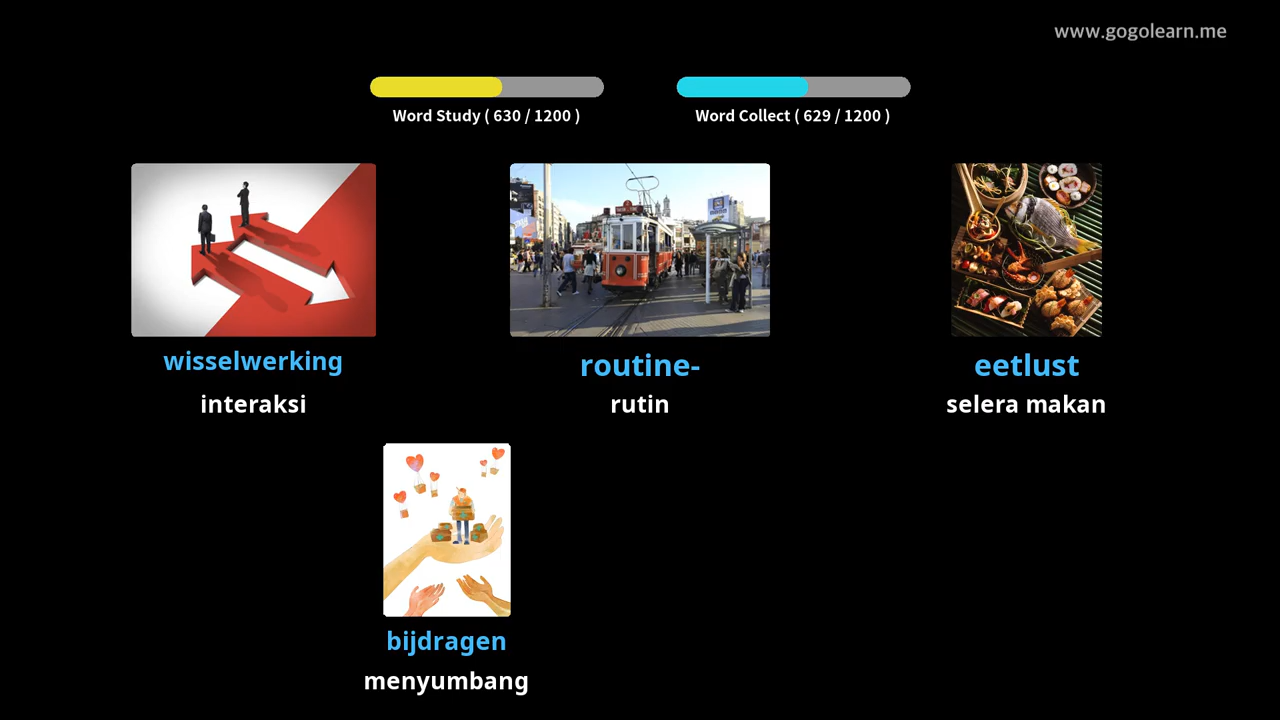 www.gogolearn.me
Word Study ( 630 / 1200 )
Word Collect ( 629 / 1200 )
wisselwerking
routine-
eetlust
interaksi
rutin
selera makan
bijdragen
menyumbang